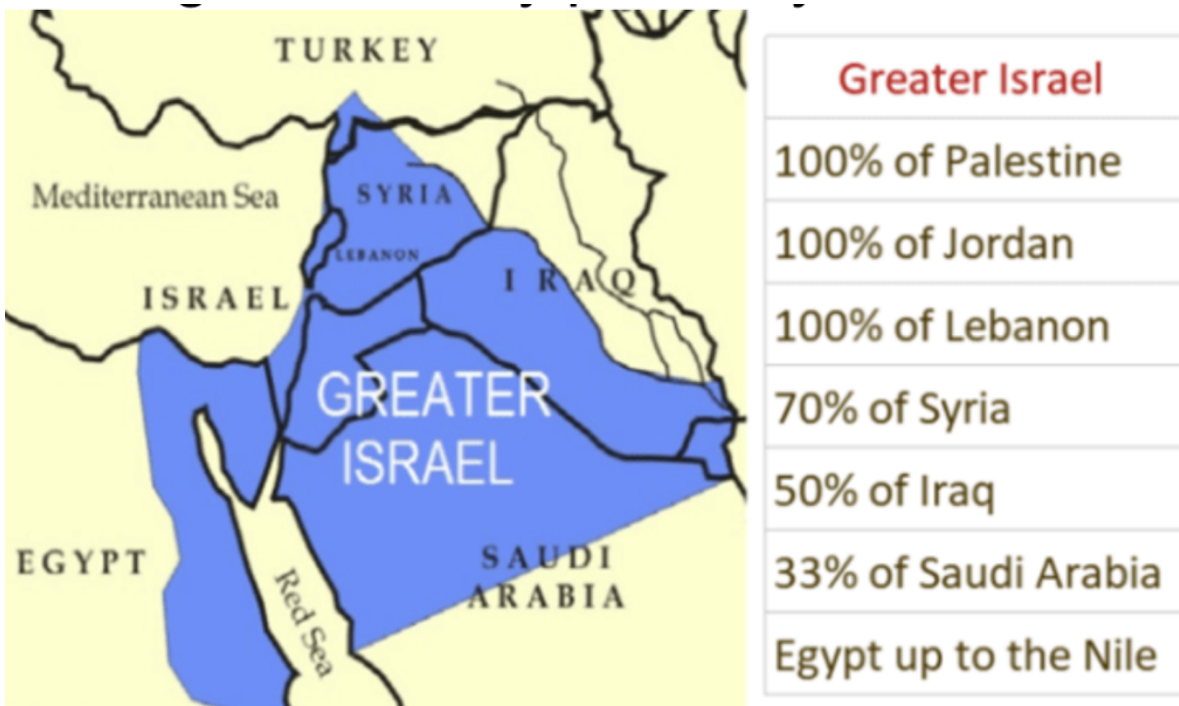 TURKEY
Mediterranean Sea
SYRIA
LEBANON
ISRAEL
IRAQ
GREATER
ISRAEL
EGYPT
Red Sea
SAUDI
ARABIA
Greater Israel
100% of Palestine
100% of Jordan
100% of Lebanon
70% of Syria
50% of Iraq
33% of Saudi Arabia
Egypt up to the Nile